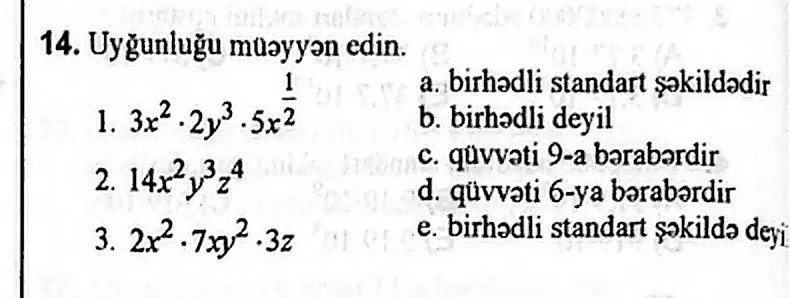 14. Uyğunluğu müəyyən edin.
1. 3x² · 2y³ · 5x^(1/2)
2. 14x²y³z⁴
3. 2x² · 7xy² · 3z
a. birhədli standart şəkildədir
b. birhədli deyil
c. qüvvəti 9-a bərabərdir
d. qüvvəti 6-ya bərabərdir
e. birhədli standart şəkildə deyi